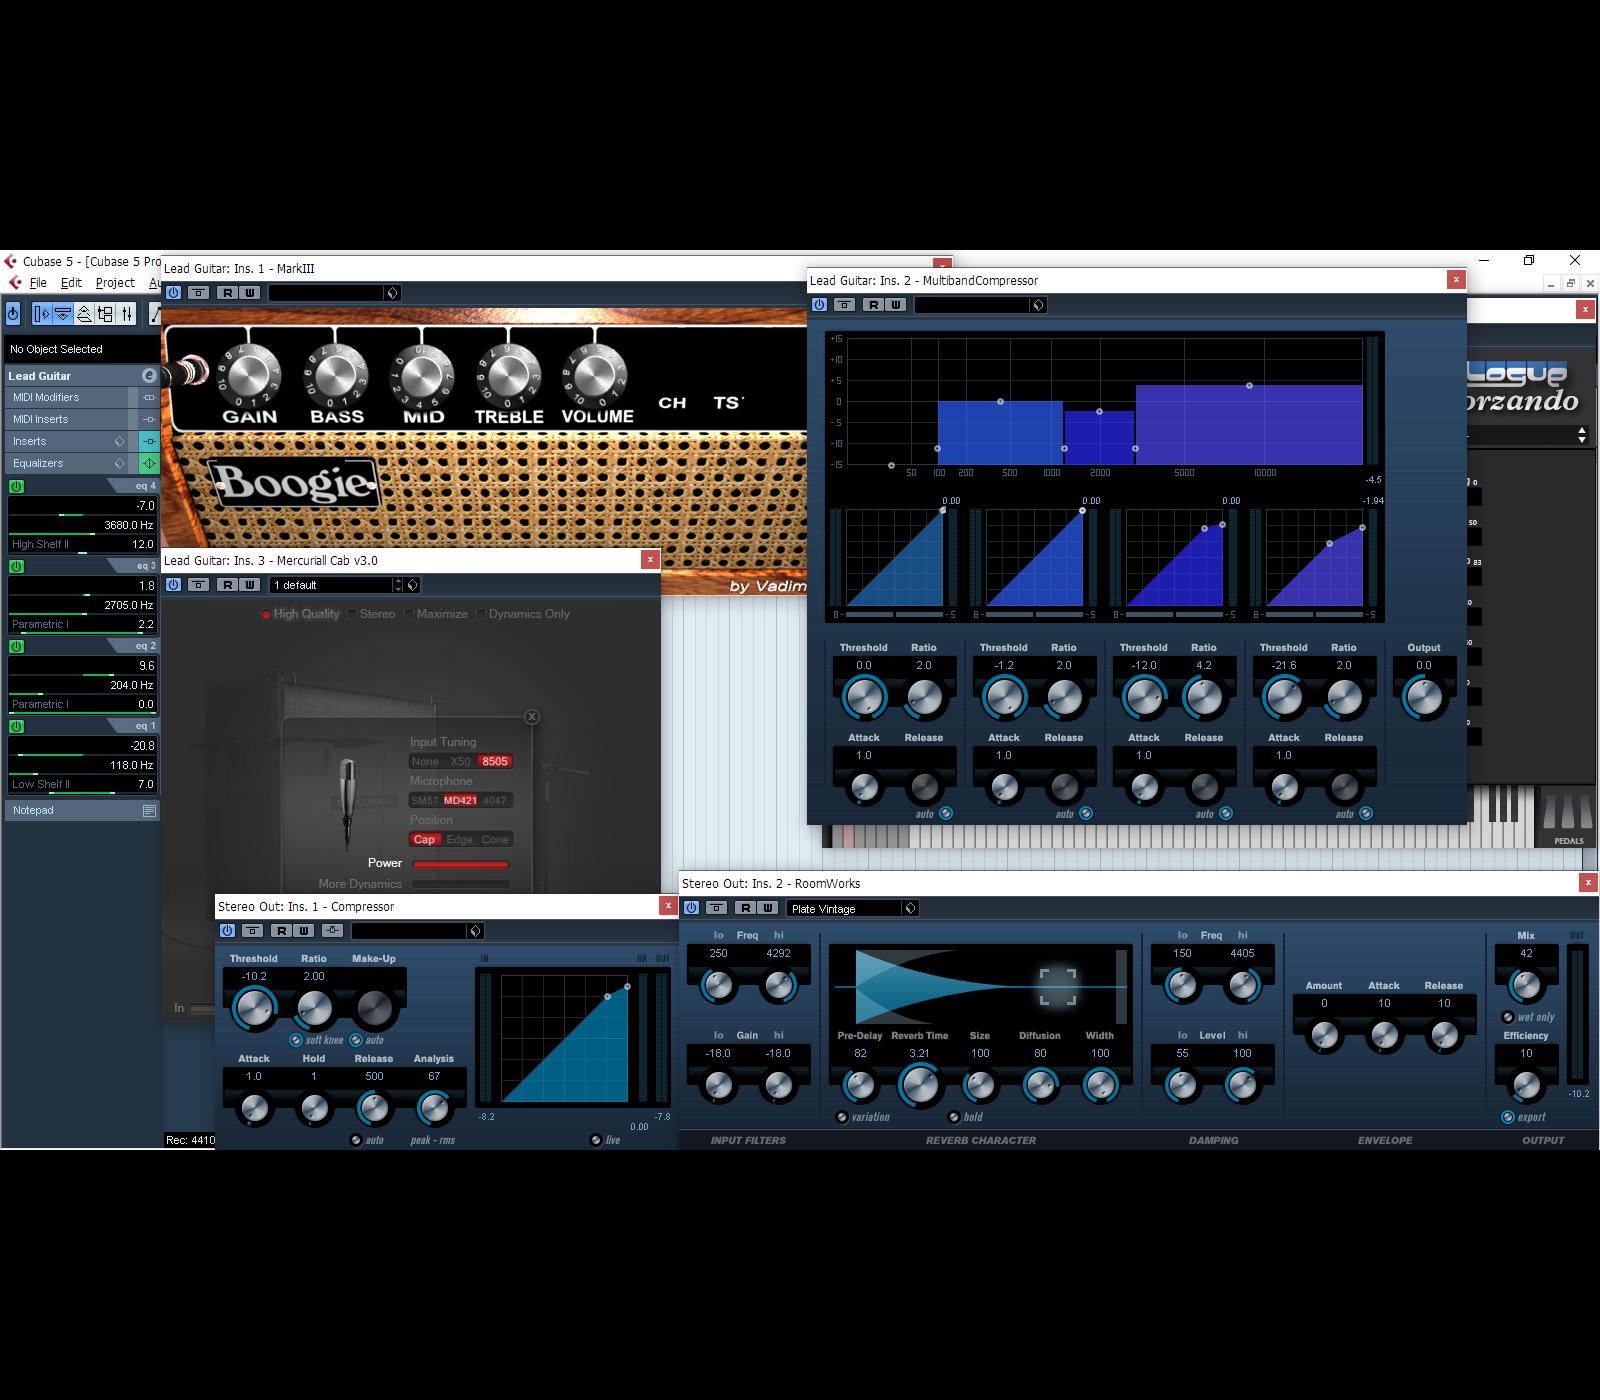 Cubase 5 - [Cubase 5 Pro
File Edit Project Au
No Object Selected
Lead Guitar
MIDI Modifiers
MIDI Inserts
Inserts
Equalizers
eq 4
-7.0
3680.0 Hz
High Shelf II 12.0
eq 3
1.8
2705.0 Hz
Parametric I 2.2
eq 2
9.6
204.0 Hz
Parametric I 0.0
eq 1
-20.8
118.0 Hz
Low Shelf II 7.0
Notepad
Lead Guitar: Ins. 1 - MarkIII
R W
GAIN BASS MID TREBLE VOLUME CH TS
Boogie
by Vadim
Lead Guitar: Ins. 3 - Mercuriall Cab v3.0
R W 1 default
High Quality Stereo Maximize Dynamics Only
Input Tuning
None X50 8505
Microphone
SM57 MD421 4047
Position
Cap Edge Cone
Power
More Dynamics
In
Rec: 4410
Lead Guitar: Ins. 2 - MultibandCompressor
R W
+15
+10
+5
0
-5
-10
-15
50 100 200 500 1000 2000 5000 10000
-4.5
0.00 0.00 0.00 -1.94
Threshold Ratio Threshold Ratio Threshold Ratio Threshold Ratio Output
0.0 2.0 -1.2 2.0 -12.0 4.2 -21.6 2.0 0.0
Attack Release Attack Release Attack Release Attack Release
1.0 1.0 1.0 1.0
auto auto auto auto
logue
orzando
0
50
83
PEDALS
Stereo Out: Ins. 1 - Compressor
R W
Threshold Ratio Make-Up
-10.2 2.00
soft knee auto
Attack Hold Release Analysis
1.0 1 500 67
auto peak - rms
IN GR OUT
-8.2 -7.8
0.00
live
Stereo Out: Ins. 2 - RoomWorks
R W Plate Vintage
lo Freq hi
250 4292
lo Gain hi
-18.0 -18.0
INPUT FILTERS
Pre-Delay Reverb Time Size Diffusion Width
82 3.21 100 80 100
variation hold
REVERB CHARACTER
lo Freq hi
150 4405
lo Level hi
55 100
DAMPING
Amount Attack Release
0 10 10
ENVELOPE
Mix OUT
42
wet only
Efficiency
10
-10.2
export
OUTPUT